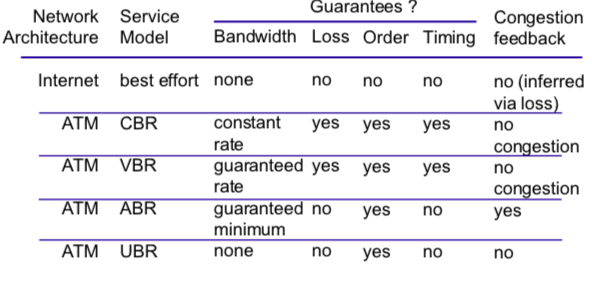 Guarantees ?
Network Service Congestion
Architecture Model Bandwidth Loss Order Timing feedback
Internet best effort none no no no no (inferred
via loss)
ATM CBR constant yes yes yes no
rate congestion
ATM VBR guaranteed yes yes yes no
rate congestion
ATM ABR guaranteed no yes no yes
minimum
ATM UBR none no yes no no